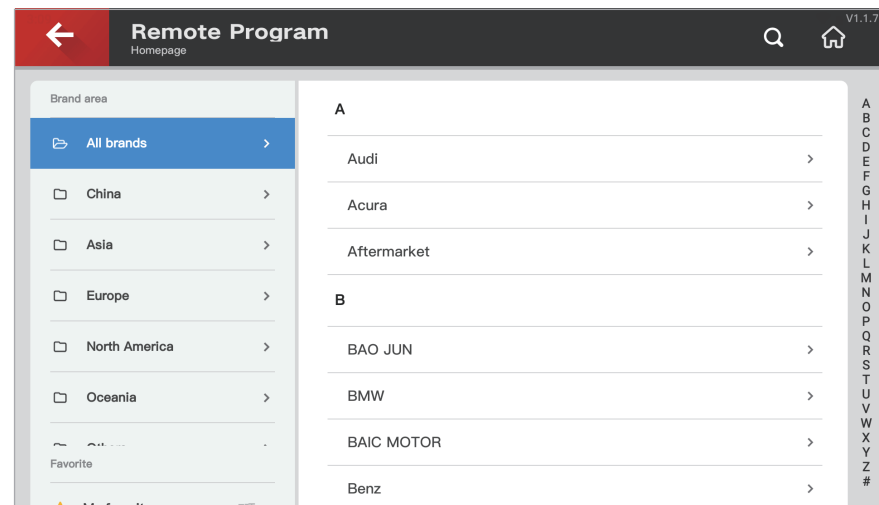 Remote Program
Homepage
V1.1.7
Brand area
All brands
China
Asia
Europe
North America
Oceania
Favorite
A
Audi
Acura
Aftermarket
B
BAO JUN
BMW
BAIC MOTOR
Benz
A
B
C
D
E
F
G
H
I
J
K
L
M
N
O
P
Q
R
S
T
U
V
W
X
Y
Z
#